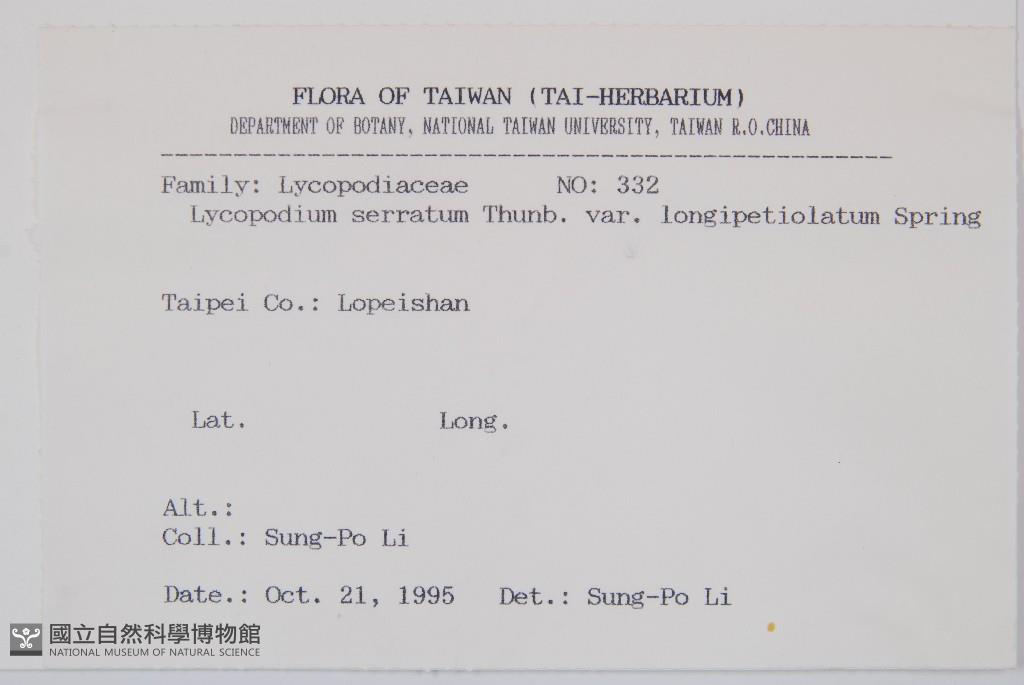 FLORA OF TAIWAN (TAI-HERBARIUM)
DEPARTMENT OF BOTANY, NATIONAL TAIWAN UNIVERSITY, TAIWAN R.O.CHINA
--------------------------------------------------
Family: Lycopodiaceae NO: 332
Lycopodium serratum Thunb. var. longipetiolatum Spring
Taipei Co.: Lopeishan
Lat. Long.
Alt.:
Coll.: Sung-Po Li
Date.: Oct. 21, 1995 Det.: Sung-Po Li
國立自然科學博物館
NATIONAL MUSEUM OF NATURAL SCIENCE